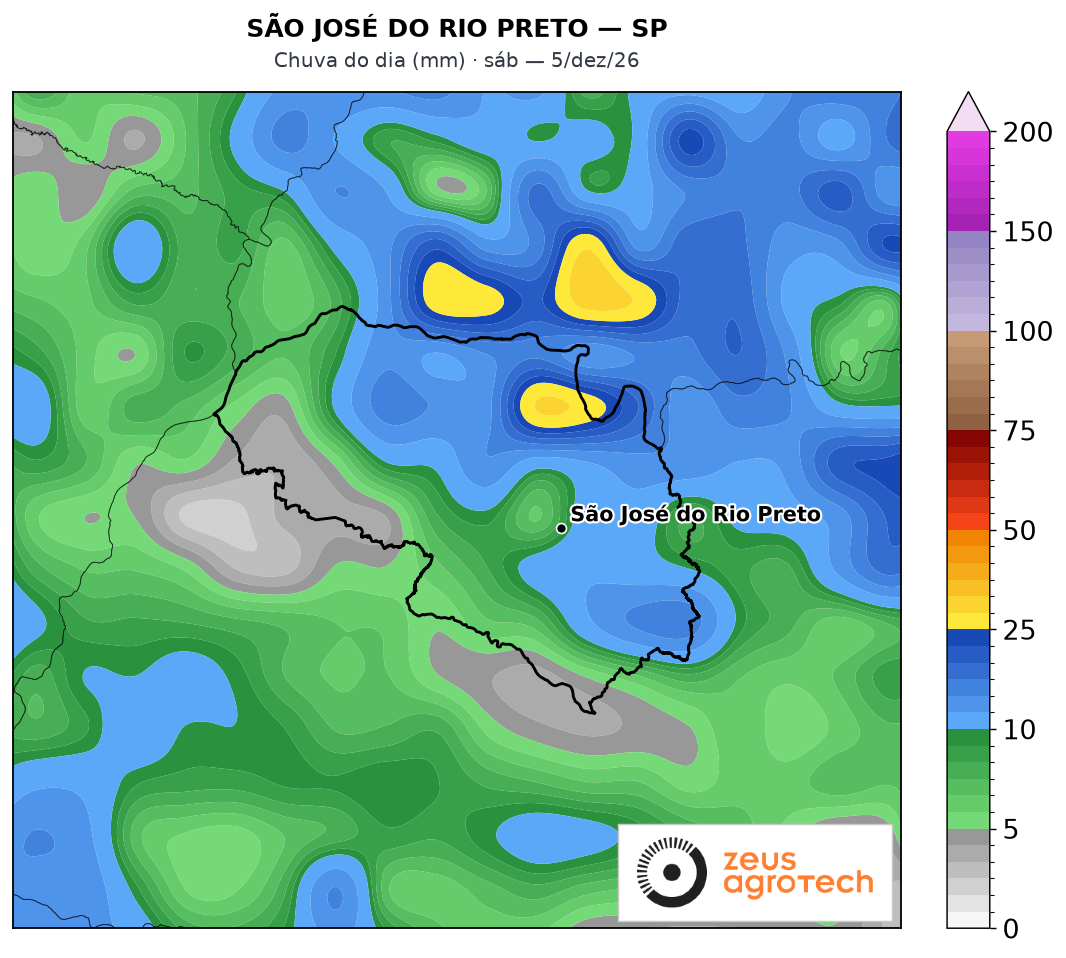 SÃO JOSÉ DO RIO PRETO — SP
Chuva do dia (mm) · sáb — 5/dez/26
200
150
100
75
50
25
10
5
0
São José do Rio Preto
zeus
agrotech